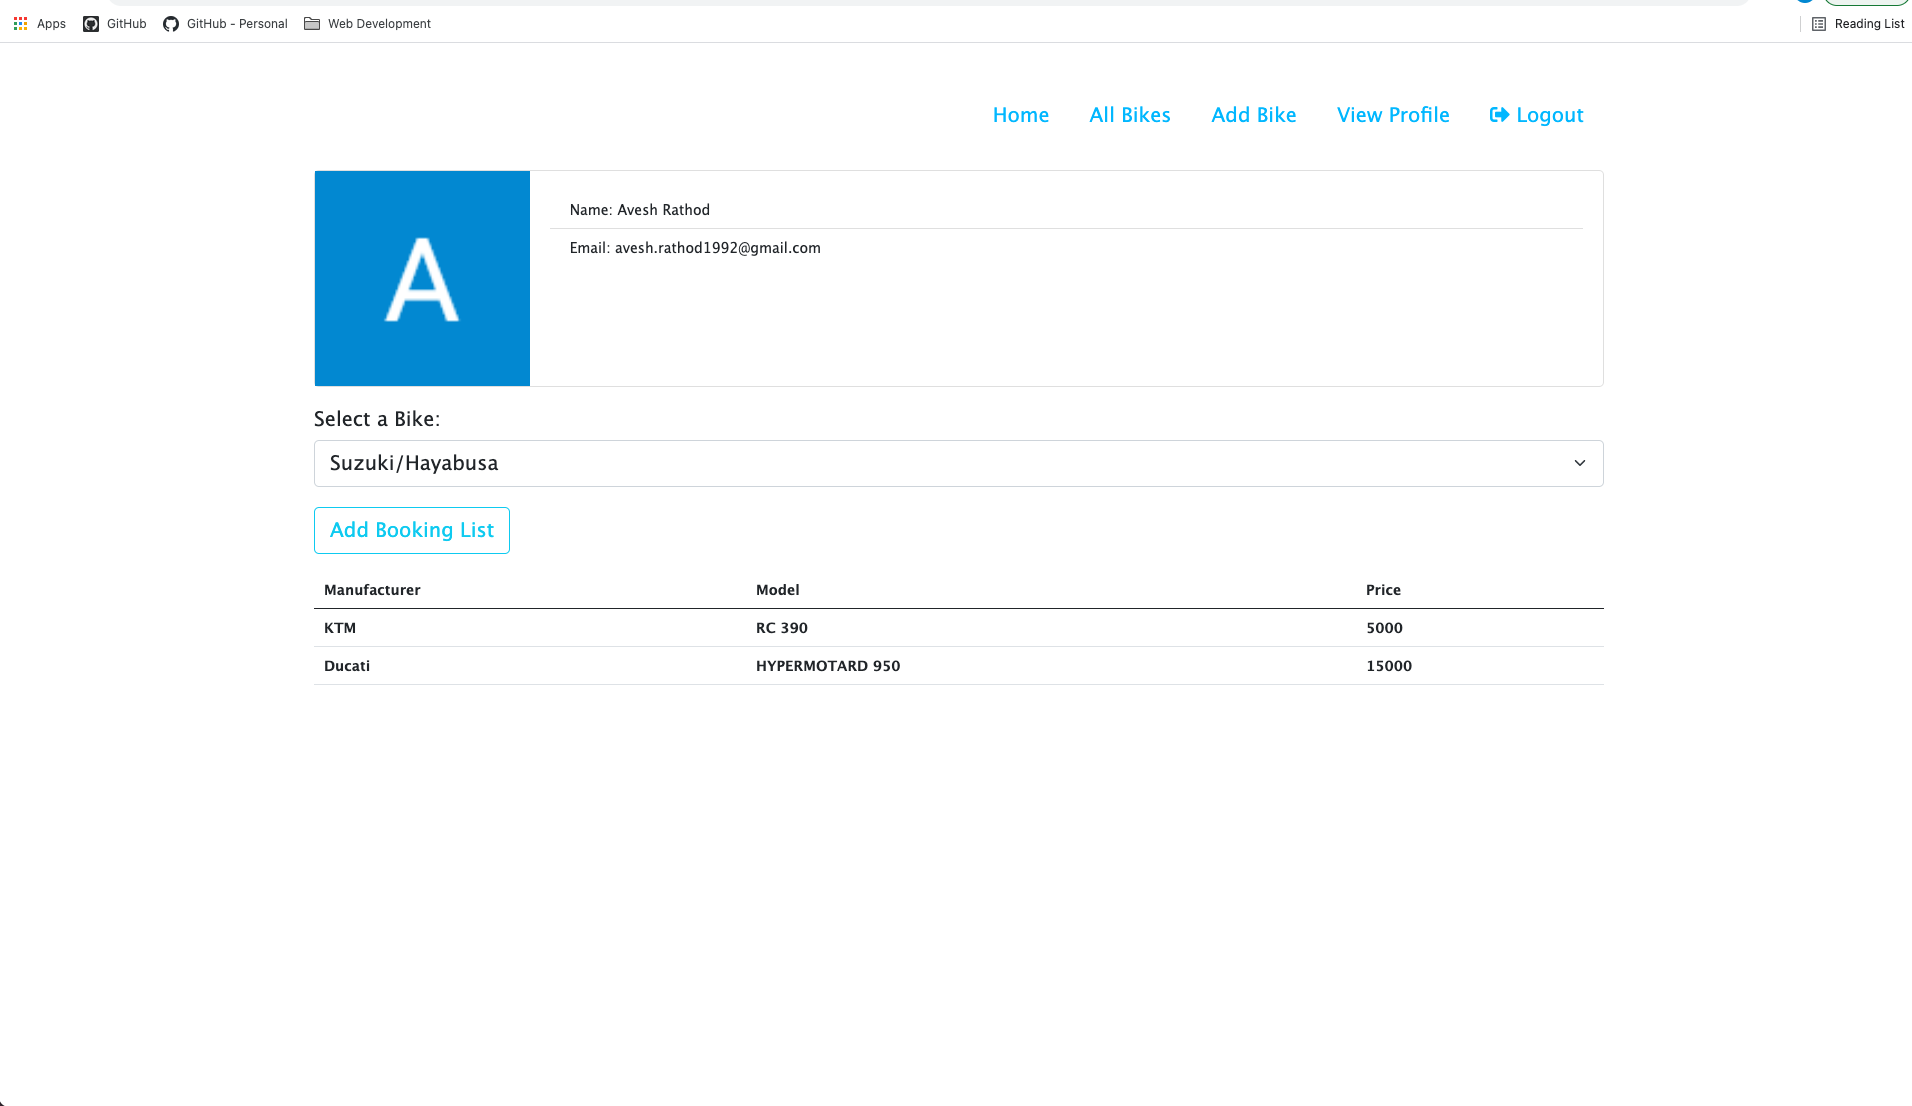 Apps GitHub GitHub - Personal Web Development Reading List
Home All Bikes Add Bike View Profile Logout
A
Name: Avesh Rathod
Email: avesh.rathod1992@gmail.com
Select a Bike:
Suzuki/Hayabusa
Add Booking List
Manufacturer Model Price
KTM RC 390 5000
Ducati HYPERMOTARD 950 15000